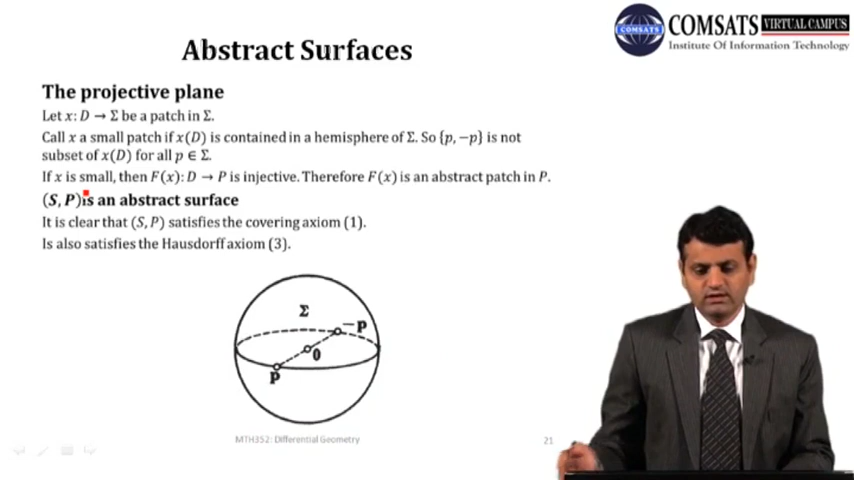 COMSATS
COMSATS VIRTUAL CAMPUS
Institute Of Information Technology
Abstract Surfaces
The projective plane
Let x: D → Σ be a patch in Σ.
Call x a small patch if x(D) is contained in a hemisphere of Σ. So {p, −p} is not
subset of x(D) for all p ∈ Σ.
If x is small, then F(x): D → P is injective. Therefore F(x) is an abstract patch in P.
(S, P)is an abstract surface
It is clear that (S, P) satisfies the covering axiom (1).
Is also satisfies the Hausdorff axiom (3).
Σ
−p
0
P
MTH352: Differential Geometry
21